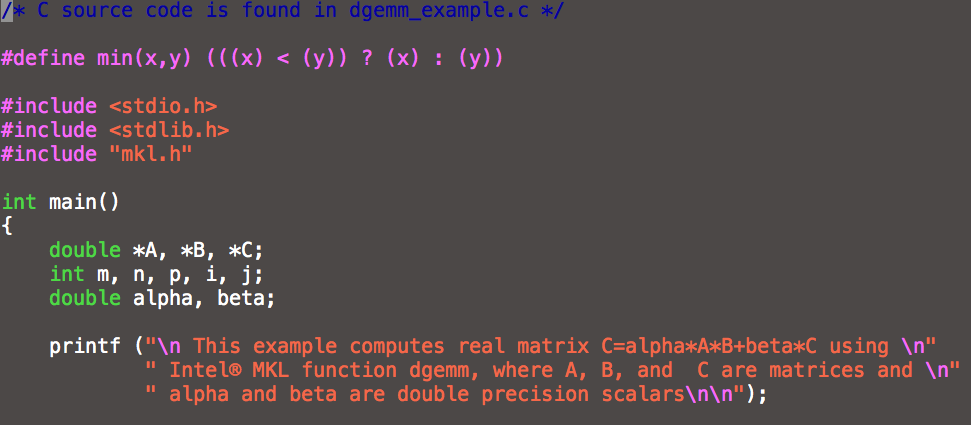 /* C source code is found in dgemm_example.c */
#define min(x,y) (((x) < (y)) ? (x) : (y))
#include <stdio.h>
#include <stdlib.h>
#include "mkl.h"
int main()
{
    double *A, *B, *C;
    int m, n, p, i, j;
    double alpha, beta;
    printf ("\n This example computes real matrix C=alpha*A*B+beta*C using \n"
            " Intel® MKL function dgemm, where A, B, and  C are matrices and \n"
            " alpha and beta are double precision scalars\n\n");